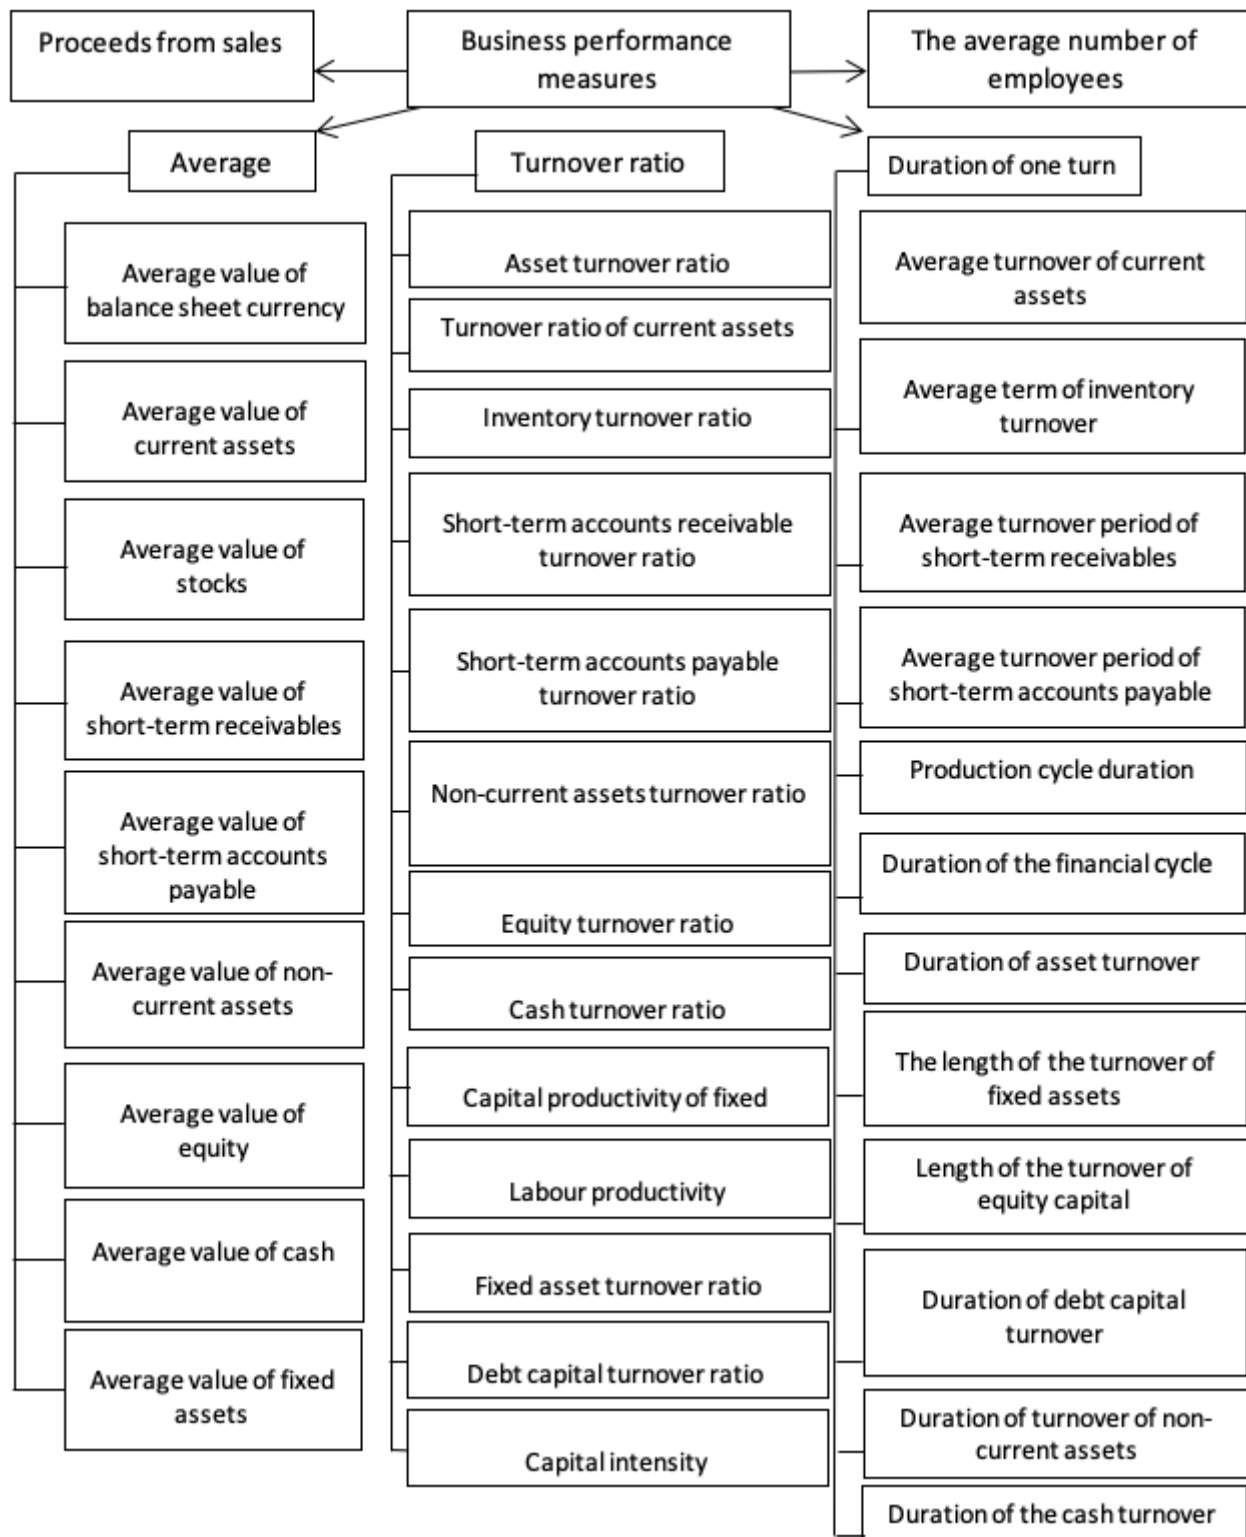 Proceeds from sales
Business performance
measures
The average number of
employees
Average
Average value of
balance sheet currency
Average value of
current assets
Average value of
stocks
Average value of
short-term receivables
Average value of
short-term accounts
payable
Average value of non-
current assets
Average value of
equity
Average value of cash
Average value of fixed
assets
Turnover ratio
Asset turnover ratio
Turnover ratio of current assets
Inventory turnover ratio
Short-term accounts receivable
turnover ratio
Short-term accounts payable
turnover ratio
Non-current assets turnover ratio
Equity turnover ratio
Cash turnover ratio
Capital productivity of fixed
Labour productivity
Fixed asset turnover ratio
Debt capital turnover ratio
Capital intensity
Duration of one turn
Average turnover of current
assets
Average term of inventory
turnover
Average turnover period of
short-term receivables
Average turnover period of
short-term accounts payable
Production cycle duration
Duration of the financial cycle
Duration of asset turnover
The length of the turnover of
fixed assets
Length of the turnover of
equity capital
Duration of debt capital
turnover
Duration of turnover of non-
current assets
Duration of the cash turnover